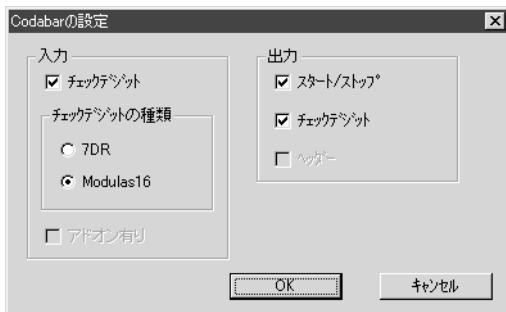 Codabarの設定
入力
ﾁｪｯｸﾃﾞｼﾞｯﾄ
ﾁｪｯｸﾃﾞｼﾞｯﾄの種類
7DR
Modulas16
アドオン有り
出力
ｽﾀｰﾄ/ｽﾄｯﾌﾟ
ﾁｪｯｸﾃﾞｼﾞｯﾄ
ﾍｯﾀﾞｰ
OK
ｷｬﾝｾﾙ